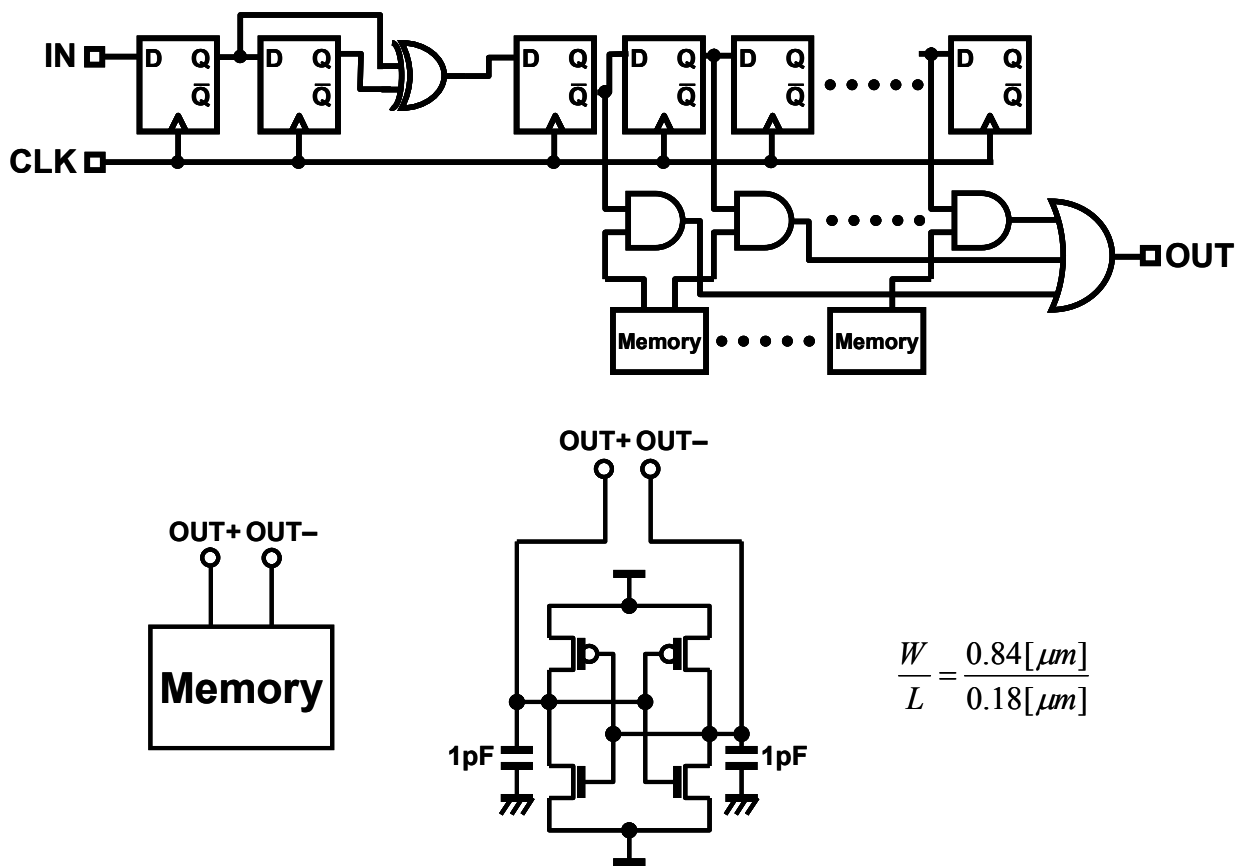 IN
D Q
Q̅
D Q
Q̅
D Q
Q̅
D Q
Q̅
D Q
Q̅
D Q
Q̅
CLK
OUT
Memory
Memory
OUT+ OUT–
OUT+ OUT–
Memory
1pF
1pF
W/L = 0.84[μm]/0.18[μm]